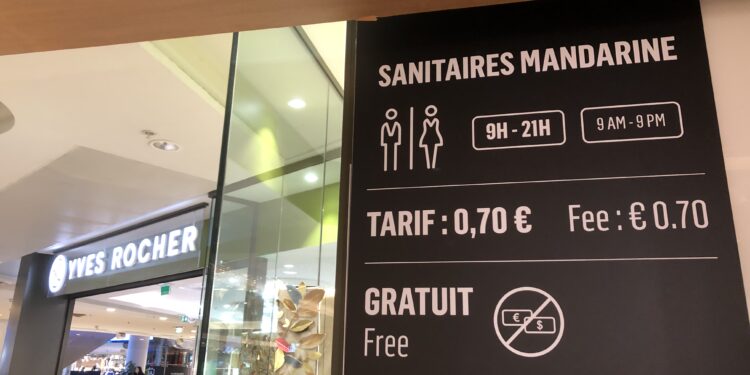 SANITAIRES MANDARINE
9H - 21H
9 AM - 9 PM
TARIF : 0,70 €
Fee : € 0.70
GRATUIT
Free
€
$
YVES ROCHER